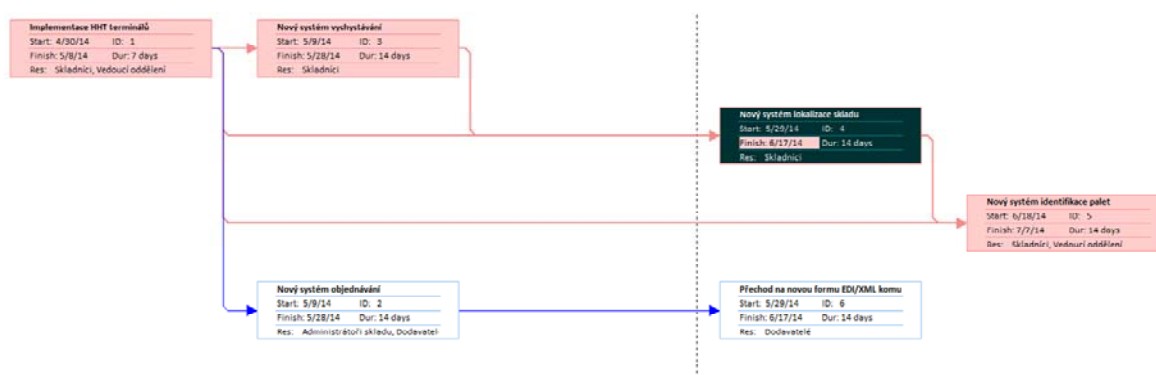 Implementace HHT terminálů
Start: 4/30/14 ID: 1
Finish: 5/8/14 Dur: 7 days
Res: Skladníci, Vedoucí oddělení
Nový systém vychystávání
Start: 5/9/14 ID: 3
Finish: 5/28/14 Dur: 14 days
Res: Skladníci
Nový systém lokalizace skladu
Start: 5/29/14 ID: 4
Finish: 6/17/14 Dur: 14 days
Res: Skladníci
Nový systém identifikace palet
Start: 6/18/14 ID: 5
Finish: 7/7/14 Dur: 14 days
Res: Skladníci, Vedoucí oddělení
Nový systém objednávání
Start: 5/9/14 ID: 2
Finish: 5/28/14 Dur: 14 days
Res: Administrátoři skladu, Dodavatel
Přechod na novou formu EDI/XML komu
Start: 5/29/14 ID: 6
Finish: 6/17/14 Dur: 14 days
Res: Dodavatelé